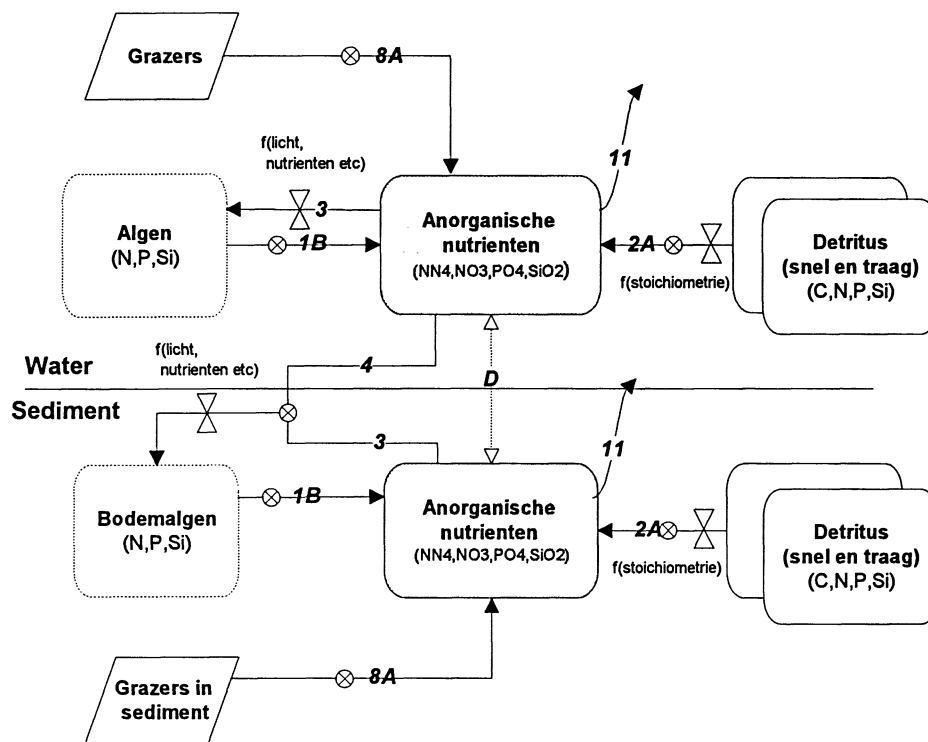 Grazers
8A
11
f(licht,
nutrienten etc)
3
Algen
(N,P,Si)
1B
Anorganische
nutrienten
(NN4,NO3,PO4,SiO2)
2A
f(stoichiometrie)
Detritus
(snel en traag)
(C,N,P,Si)
f(licht,
nutrienten etc)
4
D
Water
Sediment
3
11
Bodemalgen
(N,P,Si)
1B
Anorganische
nutrienten
(NN4,NO3,PO4,SiO2)
2A
f(stoichiometrie)
Detritus
(snel en traag)
(C,N,P,Si)
Grazers in
sediment
8A